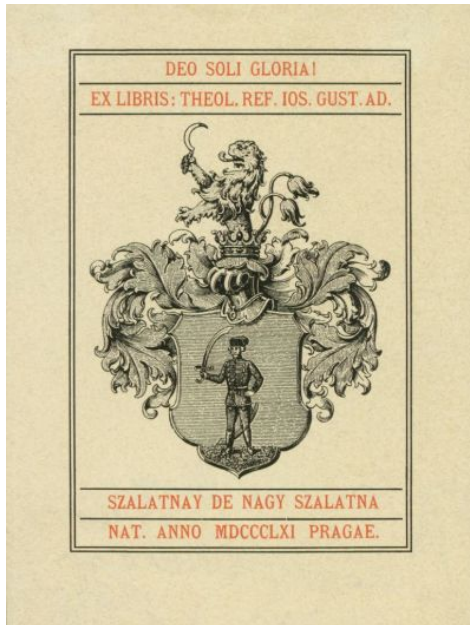 DEO SOLI GLORIA!
EX LIBRIS: THEOL. REF. IOS. GUST. AD.
SZALATNAY DE NAGY SZALATNA
NAT. ANNO MDCCCLXI PRAGAE.